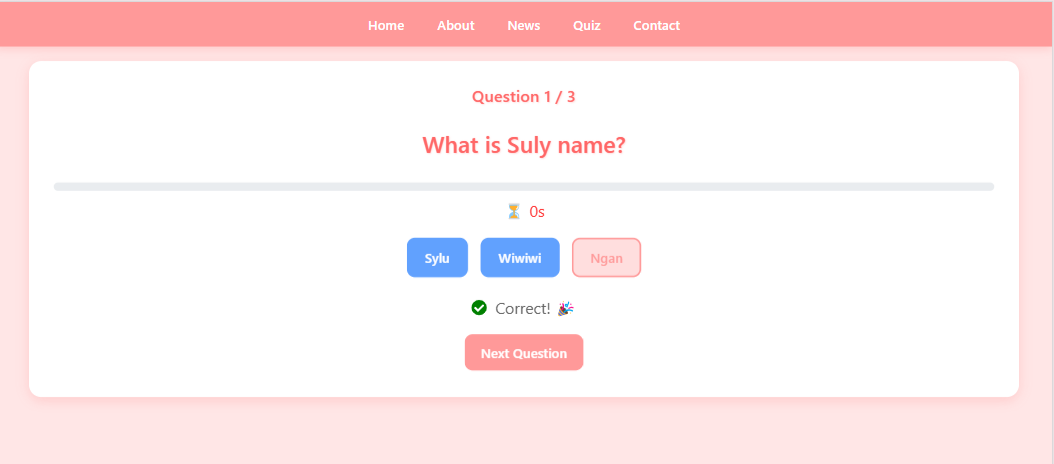 Home About News Quiz Contact
Question 1 / 3
What is Suly name?
⏳ 0s
Sylu Wiwiwi Ngan
Correct! 🎉
Next Question